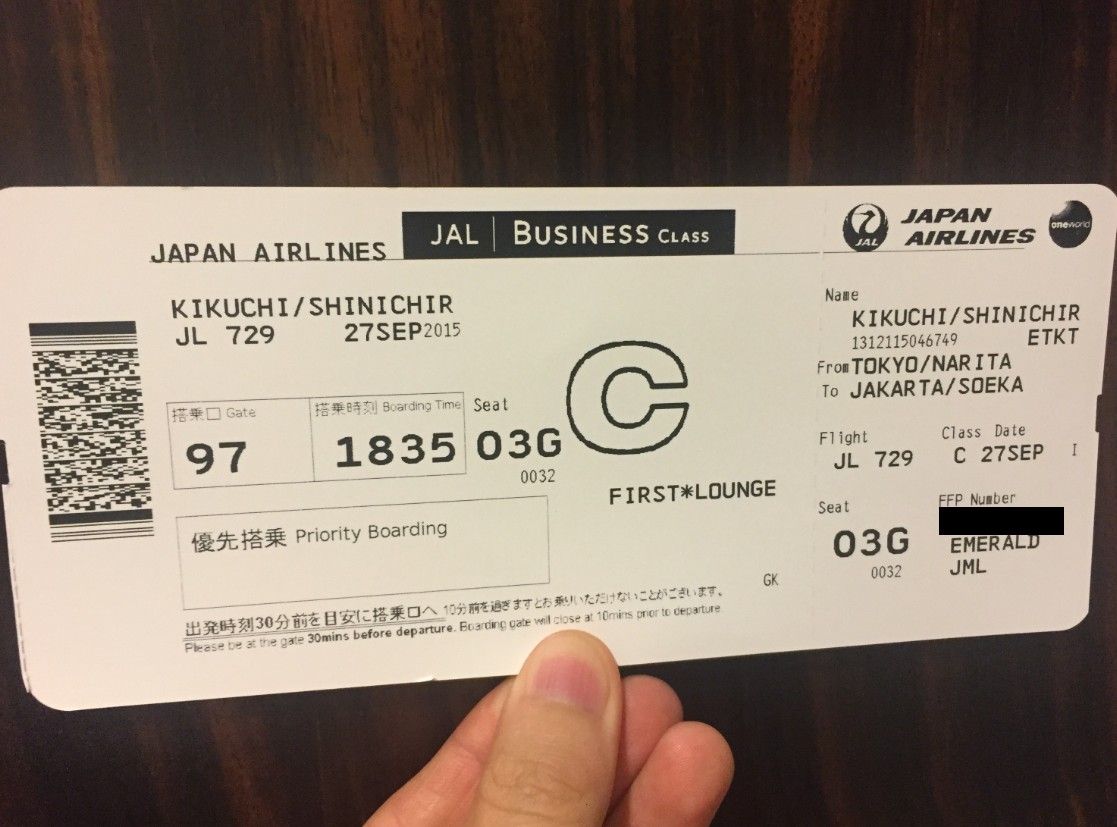 JAPAN AIRLINES
JAL | BUSINESS CLASS
KIKUCHI/SHINICHIR
JL 729 27SEP2015
搭乗口 Gate
97
搭乗時刻 Boarding Time
1835
Seat
03G
0032
C
FIRST*LOUNGE
優先搭乗 Priority Boarding
GK
出発時刻30分前を目安に搭乗口へ 10分前を過ぎますとお乗りいただけないことがございます。
Please be at the gate 30mins before departure. Boarding gate will close at 10mins prior to departure.
JAL
JAPAN
AIRLINES
oneworld
Name
KIKUCHI/SHINICHIR
1312115046749 ETKT
From TOKYO/NARITA
To JAKARTA/SOEKA
Flight Class Date
JL 729 C 27SEP I
Seat FFP Number
03G EMERALD
0032 JML